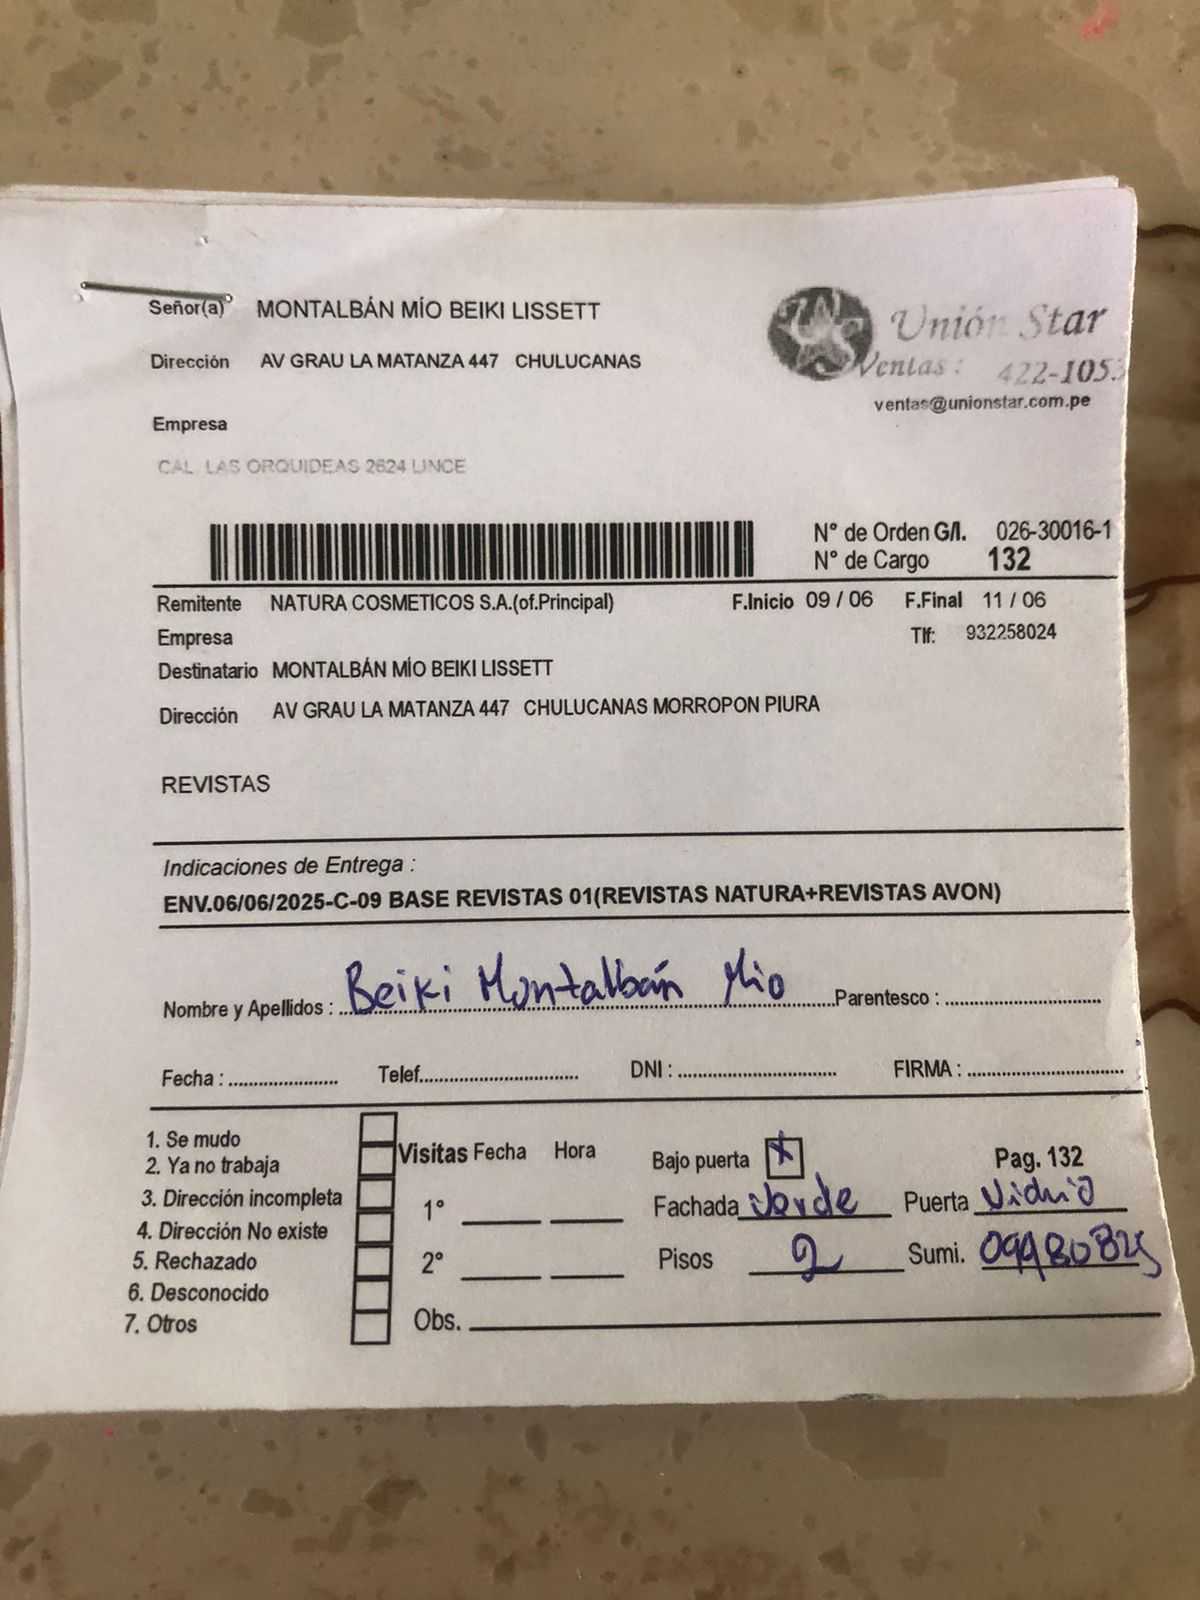 Señor(a) MONTALBÁN MÍO BEIKI LISSETT
Unión Star
Dirección AV GRAU LA MATANZA 447 CHULUCANAS
Ventas : 422-1053
ventas@unionstar.com.pe
Empresa
CAL LAS ORQUIDEAS 2624 LINCE
N° de Orden G/I. 026-30016-1
N° de Cargo 132
Remitente NATURA COSMETICOS S.A.(of.Principal) F.Inicio 09 / 06 F.Final 11 / 06
Empresa Tlf: 932258024
Destinatario MONTALBÁN MÍO BEIKI LISSETT
Dirección AV GRAU LA MATANZA 447 CHULUCANAS MORROPON PIURA
REVISTAS
Indicaciones de Entrega :
ENV.06/06/2025-C-09 BASE REVISTAS 01(REVISTAS NATURA+REVISTAS AVON)
Nombre y Apellidos : Beiki Montalbán Mio Parentesco :
Fecha : Telef. DNI : FIRMA :
1. Se mudo
2. Ya no trabaja
3. Dirección incompleta
4. Dirección No existe
5. Rechazado
6. Desconocido
7. Otros
Visitas Fecha Hora
1°
2°
Obs.
Bajo puerta X Pag. 132
Fachada Verde Puerta Vidrio
Pisos 2 Sumi.